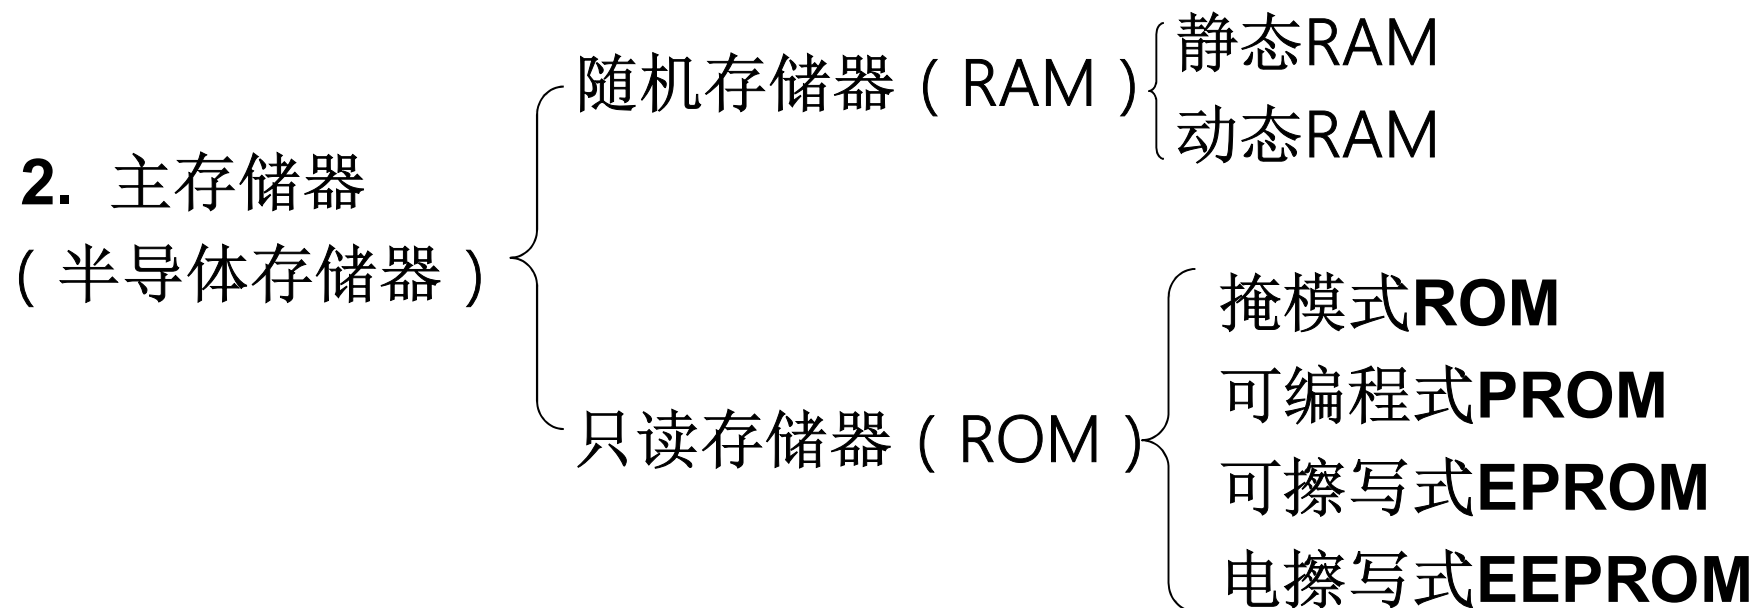 2. 主存储器
（半导体存储器）
随机存储器（RAM）
静态RAM
动态RAM
只读存储器（ROM）
掩模式ROM
可编程式PROM
可擦写式EPROM
电擦写式EEPROM